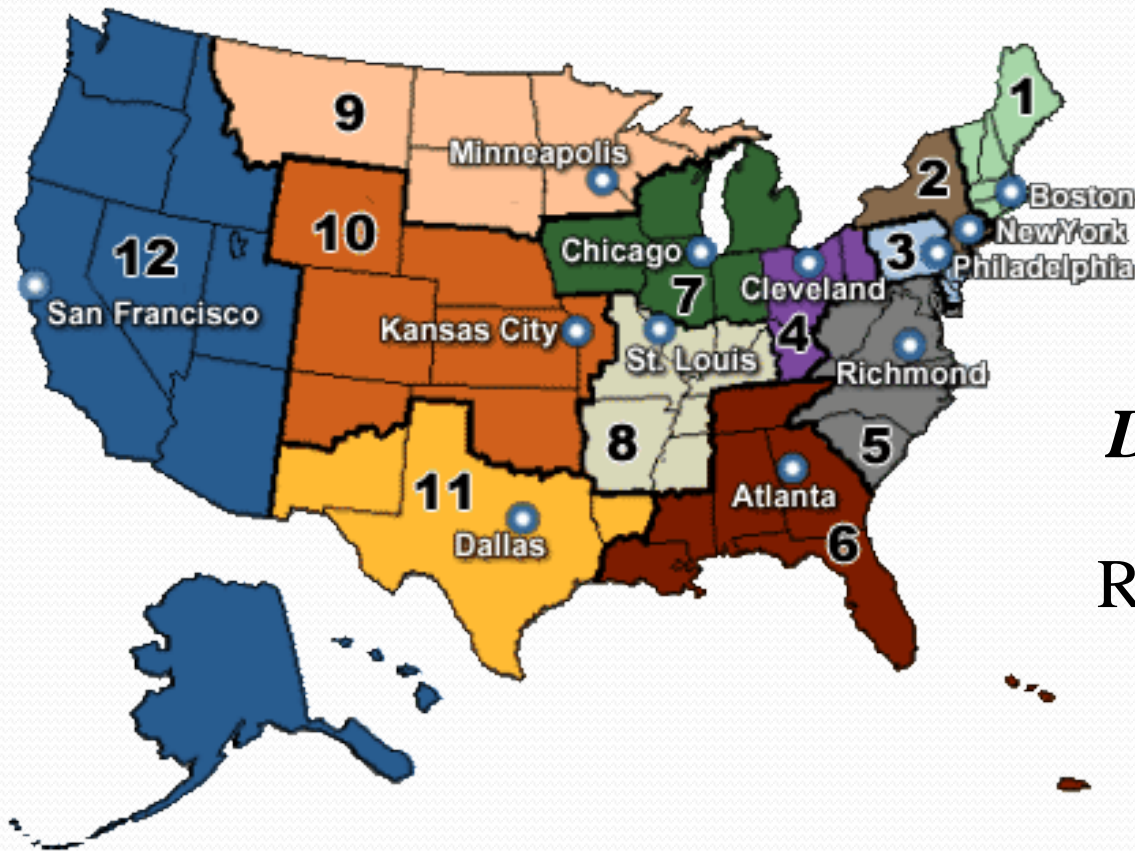 1
9
Minneapolis
2
Boston
10
NewYork
12
Chicago
3
Philadelphia
7
Cleveland
San Francisco
Kansas City
4
St. Louis
Richmond
L
8
5
11
Atlanta
Dallas
6
R